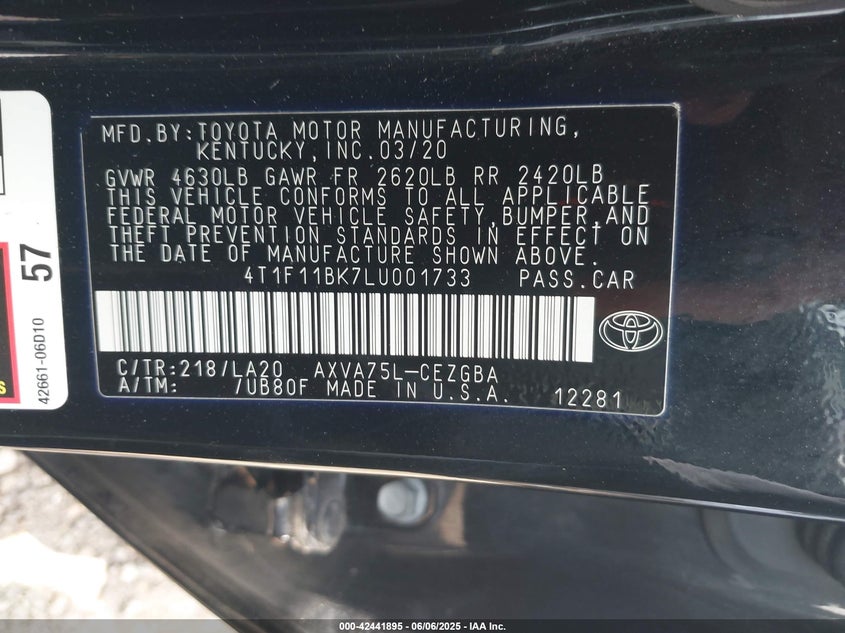 MFD.BY:TOYOTA MOTOR MANUFACTURING,
KENTUCKY,INC.03/20
GVWR 4630LB GAWR FR 2620LB RR 2420LB
THIS VEHICLE CONFORMS TO ALL APPLICABLE
FEDERAL MOTOR VEHICLE SAFETY,BUMPER,AND
THEFT PREVENTION STANDARDS IN EFFECT ON
THE DATE OF MANUFACTURE SHOWN ABOVE.
4T1F11BK7LU001733 PASS.CAR
C/TR:218/LA20 AXVA75L-CEZGBA
A/TM: 7UB80F MADE IN U.S.A. 12281
57
42661-06D10
000-42441895 - 06/06/2025 - IAA Inc.